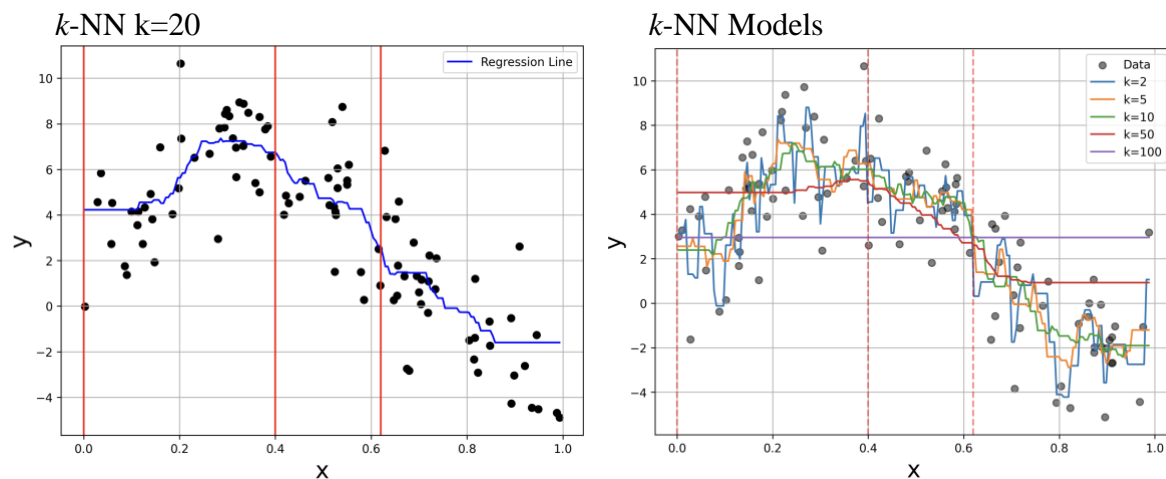 k-NN k=20
Regression Line
10
8
6
4
2
0
−2
−4
y
0.0 0.2 0.4 0.6 0.8 1.0
x
k-NN Models
Data
k=2
k=5
k=10
k=50
k=100
10
8
6
4
2
0
−2
−4
y
0.0 0.2 0.4 0.6 0.8 1.0
x